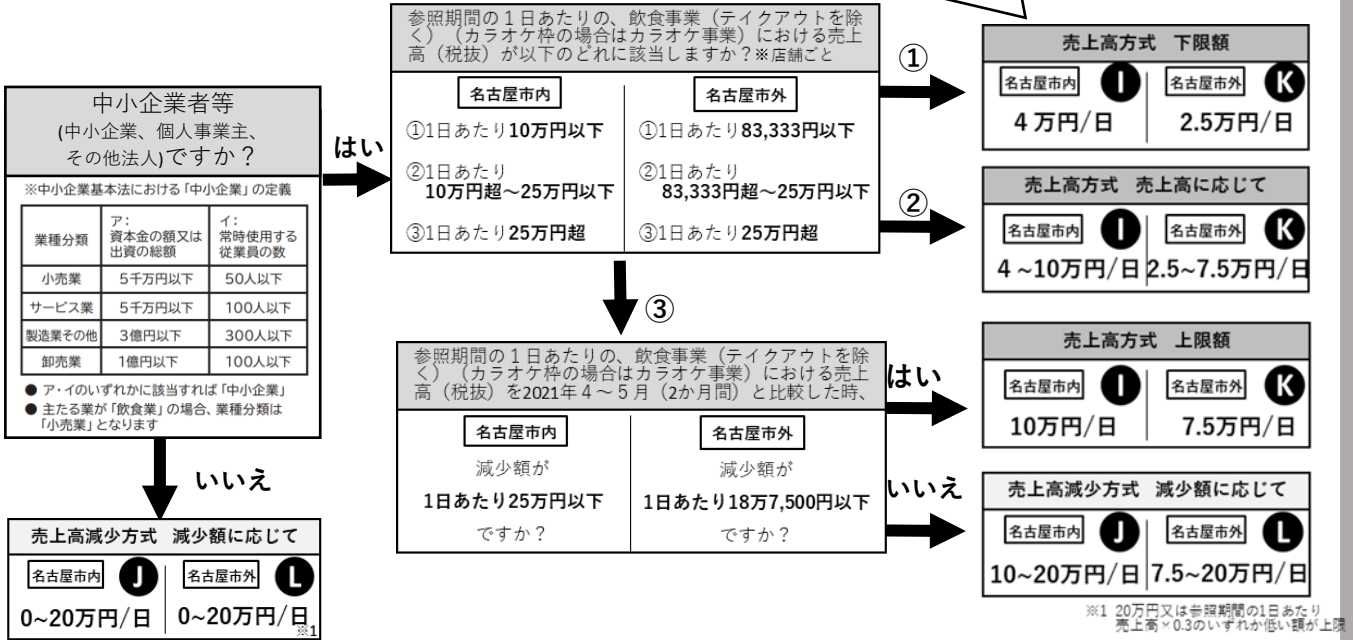 中小企業者等
(中小企業、個人事業主、
その他法人)ですか？
※中小企業基本法における「中小企業」の定義
業種分類
ア：
資本金の額又は
出資の総額
イ：
常時使用する
従業員の数
小売業 5千万円以下 50人以下
サービス業 5千万円以下 100人以下
製造業その他 3億円以下 300人以下
卸売業 1億円以下 100人以下
● ア・イのいずれかに該当すれば「中小企業」
● 主たる業が「飲食業」の場合、業種分類は
「小売業」となります
はい
いいえ
売上高減少方式 減少額に応じて
名古屋市内 J 名古屋市外 L
0~20万円/日 0~20万円/日
※1
参照期間の１日あたりの、飲食事業（テイクアウトを除
く）（カラオケ枠の場合はカラオケ事業）における売上
高（税抜）が以下のどれに該当しますか？※店舗ごと
名古屋市内
①1日あたり10万円以下
②1日あたり
10万円超～25万円以下
③1日あたり25万円超
名古屋市外
①1日あたり83,333円以下
②1日あたり
83,333円超～25万円以下
③1日あたり25万円超
①
②
③
参照期間の１日あたりの、飲食事業（テイクアウトを除
く）（カラオケ枠の場合はカラオケ事業）における売上
高（税抜）を2021年４～５月（2か月間）と比較した時、
名古屋市内
減少額が
1日あたり25万円以下
ですか？
名古屋市外
減少額が
1日あたり18万7,500円以下
ですか？
はい
いいえ
売上高方式 下限額
名古屋市内 I 名古屋市外 K
4 万円/日 2.5万円/日
売上高方式 売上高に応じて
名古屋市内 I 名古屋市外 K
4 ~10万円/日 2.5~7.5万円/日
売上高方式 上限額
名古屋市内 I 名古屋市外 K
10万円/日 7.5万円/日
売上高減少方式 減少額に応じて
名古屋市内 J 名古屋市外 L
10~20万円/日 7.5~20万円/日
※1 20万円又は参照期間の1日あたり
売上高×0.3のいずれか低い額が上限